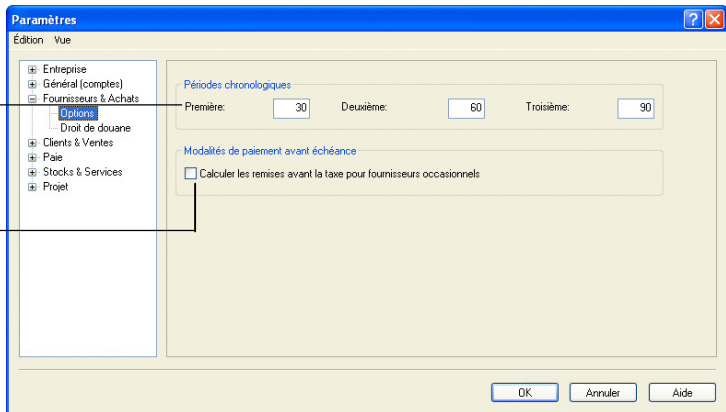 Paramètres
Édition Vue
Entreprise
Général (comptes)
Fournisseurs & Achats
Options
Droit de douane
Clients & Ventes
Paie
Stocks & Services
Projet
Périodes chronologiques
Première: 30 Deuxième: 60 Troisième: 90
Modalités de paiement avant échéance
Calculer les remises avant la taxe pour fournisseurs occasionnels
OK Annuler Aide